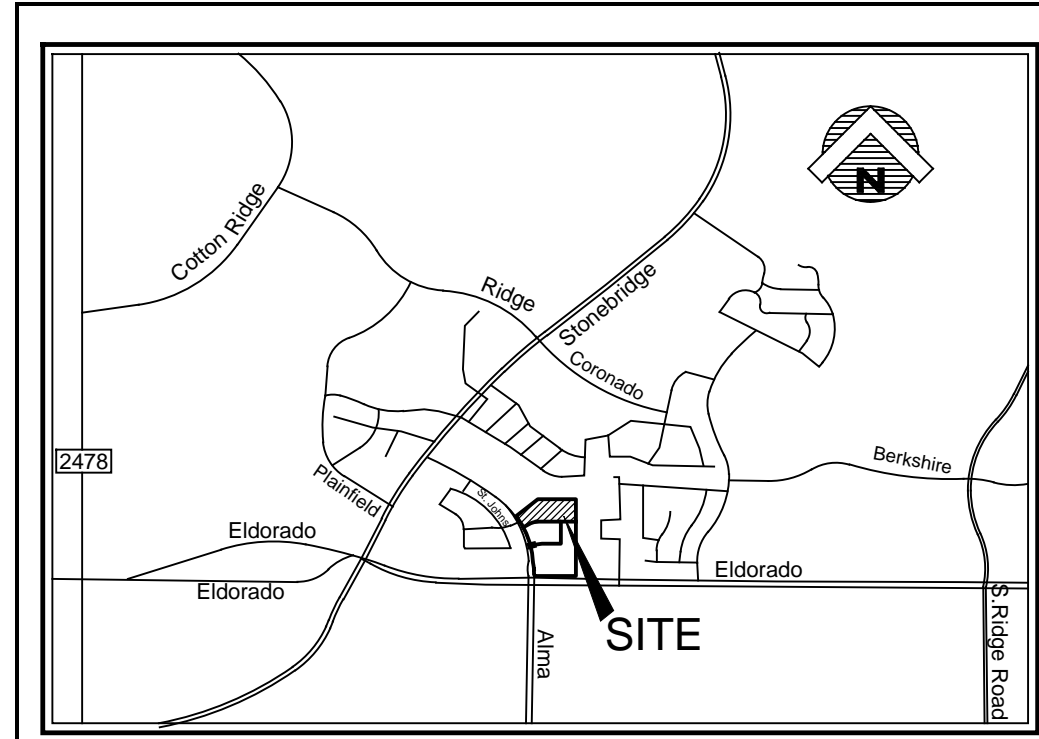 N
Cotton Ridge
Ridge
Stonebridge
Coronado
2478
Berkshire
Plainfield
St. Johns
Eldorado
Eldorado
Eldorado
SITE
Alma
S.Ridge Road